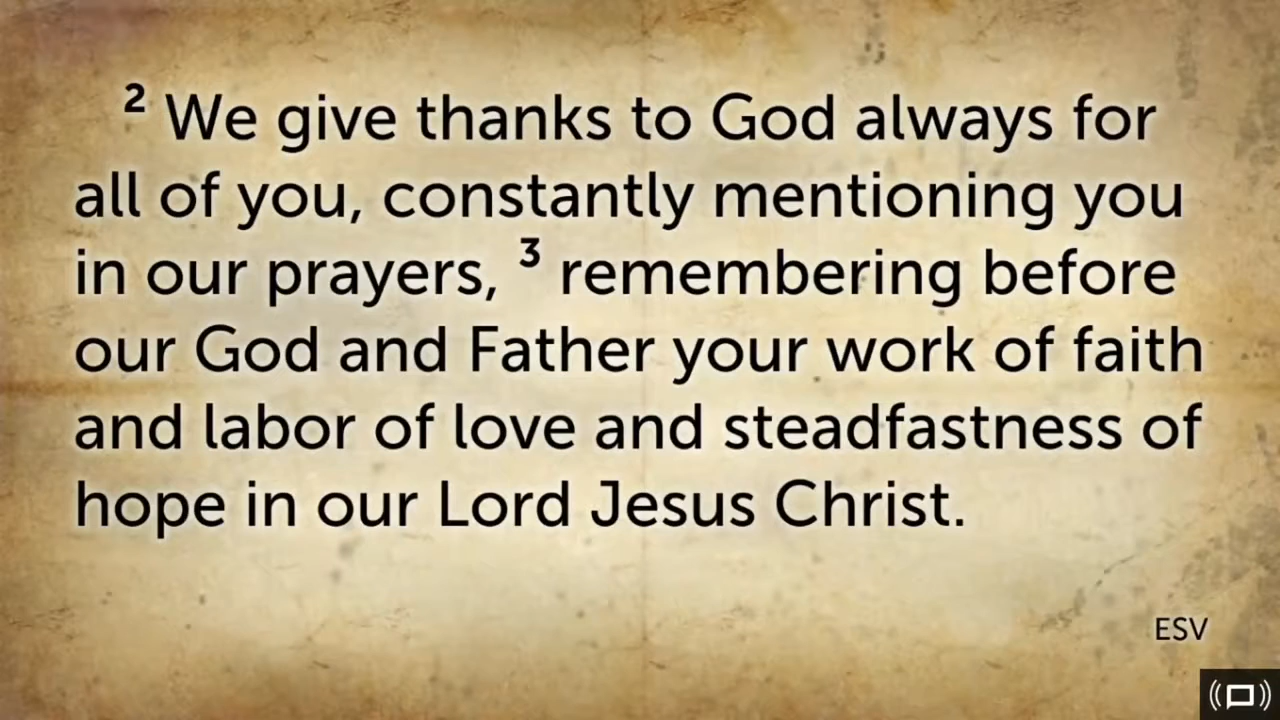 2 We give thanks to God always for
all of you, constantly mentioning you
in our prayers, 3 remembering before
our God and Father your work of faith
and labor of love and steadfastness of
hope in our Lord Jesus Christ.
ESV